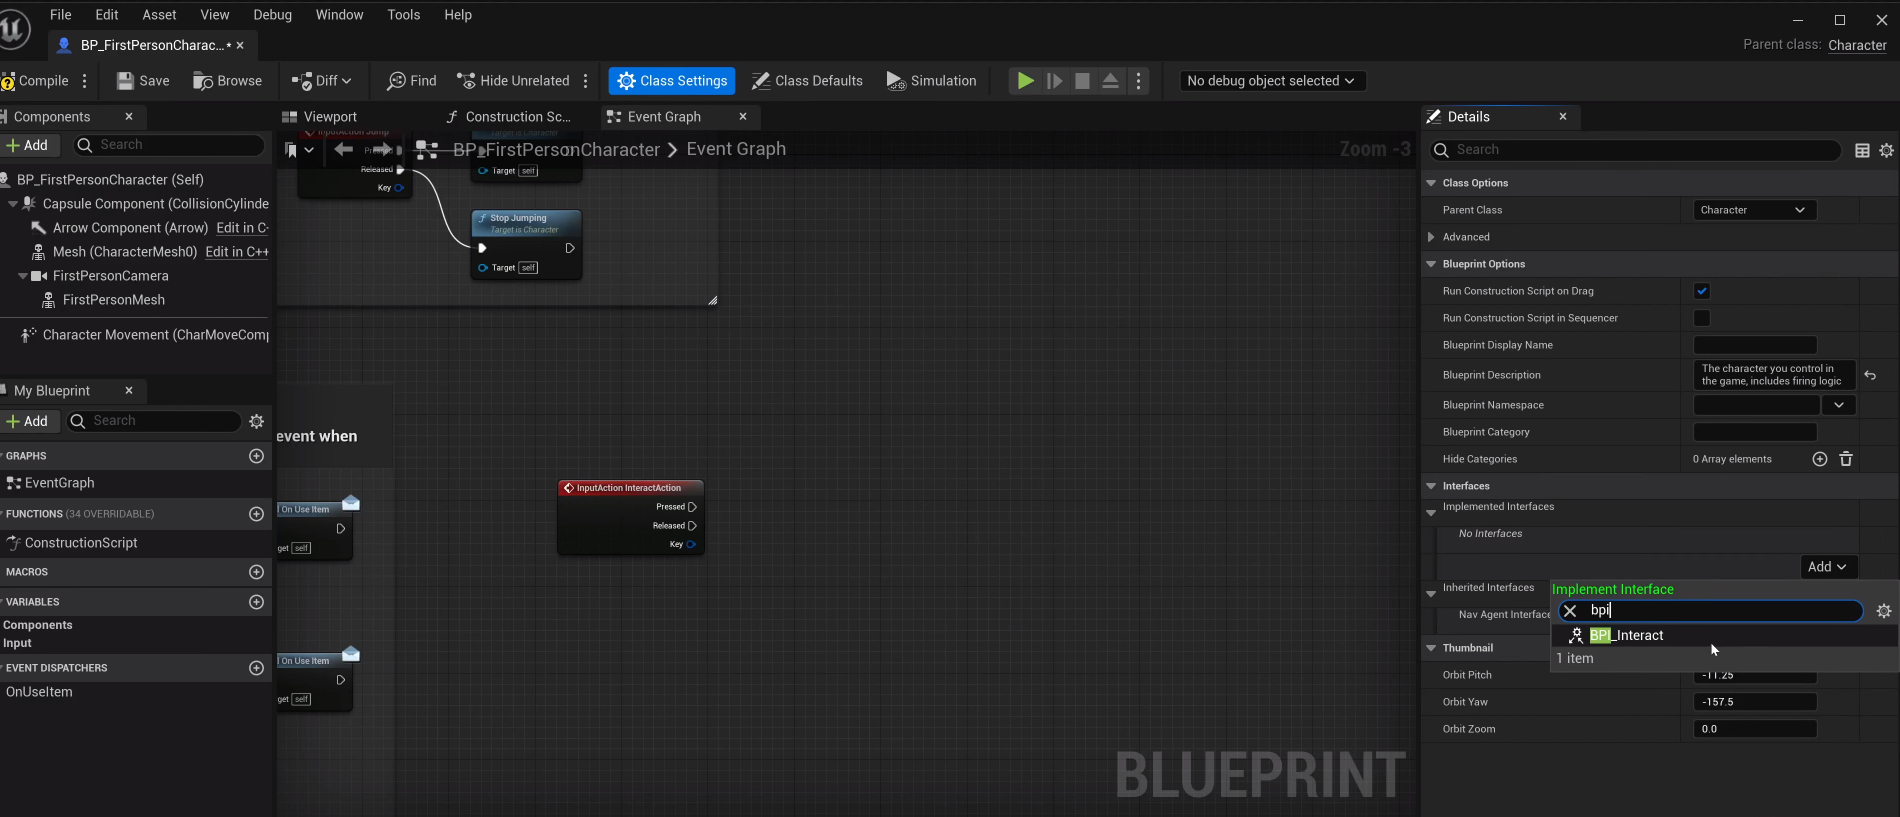 File Edit Asset View Debug Window Tools Help
BP_FirstPersonCharac...•
Parent class: Character
Compile Save Browse Diff Find Hide Unrelated Class Settings Class Defaults Simulation No debug object selected
Components
Viewport Construction Sc... Event Graph
Details
Add Search
BP_FirstPersonCharacter > Event Graph
Zoom -3
Search
BP_FirstPersonCharacter (Self)
Capsule Component (CollisionCylinde
Arrow Component (Arrow) Edit in C-
Mesh (CharacterMesh0) Edit in C++
FirstPersonCamera
FirstPersonMesh
Character Movement (CharMoveComp
My Blueprint
Add Search
GRAPHS
EventGraph
FUNCTIONS (34 OVERRIDABLE)
ConstructionScript
MACROS
VARIABLES
Components
Input
EVENT DISPATCHERS
OnUseItem
InputAction Jump
Released
Key
Target is Character
Target self
Stop Jumping
Target is Character
Target self
event when
On Use Item
get self
On Use Item
get self
InputAction InteractAction
Pressed
Released
Key
BLUEPRINT
Class Options
Parent Class Character
Advanced
Blueprint Options
Run Construction Script on Drag
Run Construction Script in Sequencer
Blueprint Display Name
Blueprint Description The character you control in
the game, includes firing logic
Blueprint Namespace
Blueprint Category
Hide Categories 0 Array elements
Interfaces
Implemented Interfaces
No Interfaces
Add
Inherited Interfaces
Nav Agent Interface
Implement Interface
bpi
BPI_Interact
1 item
Thumbnail
Orbit Pitch -11.25
Orbit Yaw -157.5
Orbit Zoom 0.0